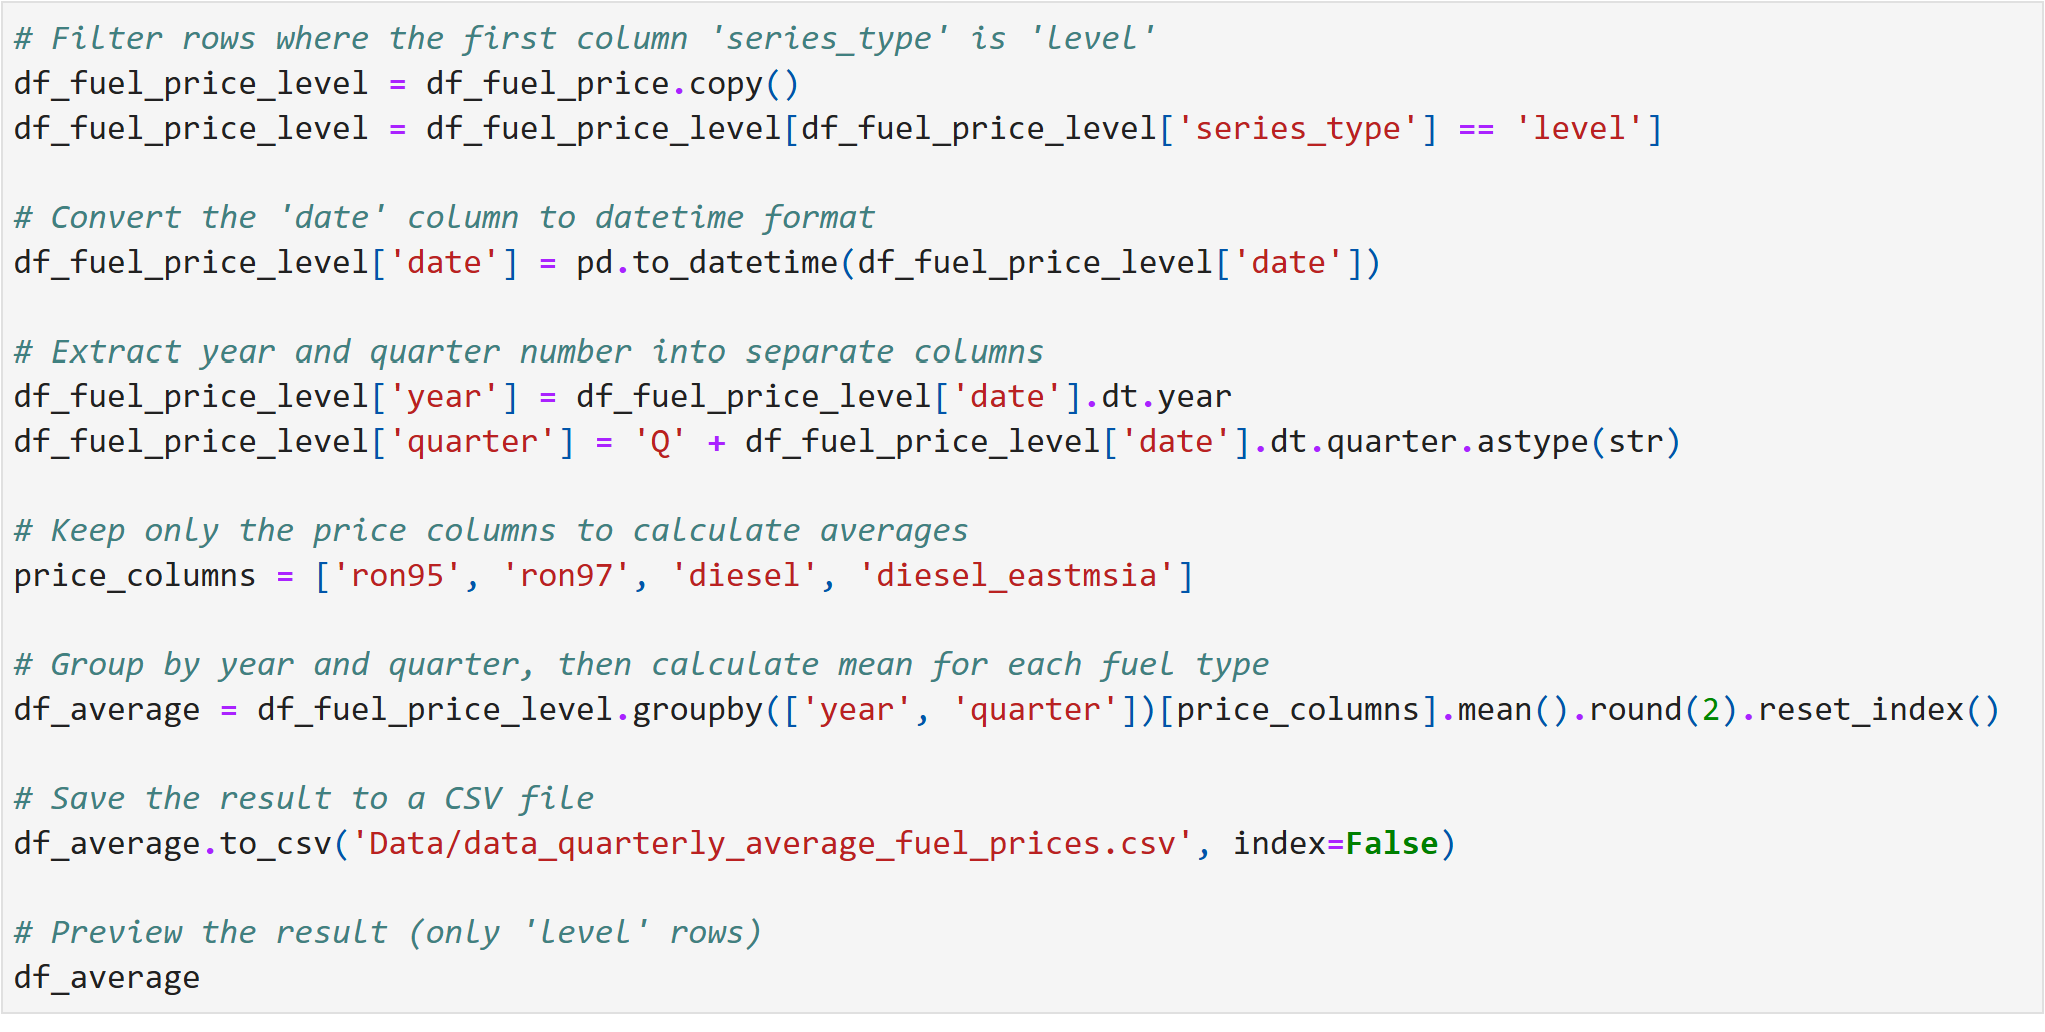 # Filter rows where the first column 'series_type' is 'level'
df_fuel_price_level = df_fuel_price.copy()
df_fuel_price_level = df_fuel_price_level[df_fuel_price_level['series_type'] == 'level']
# Convert the 'date' column to datetime format
df_fuel_price_level['date'] = pd.to_datetime(df_fuel_price_level['date'])
# Extract year and quarter number into separate columns
df_fuel_price_level['year'] = df_fuel_price_level['date'].dt.year
df_fuel_price_level['quarter'] = 'Q' + df_fuel_price_level['date'].dt.quarter.astype(str)
# Keep only the price columns to calculate averages
price_columns = ['ron95', 'ron97', 'diesel', 'diesel_eastmsia']
# Group by year and quarter, then calculate mean for each fuel type
df_average = df_fuel_price_level.groupby(['year', 'quarter'])[price_columns].mean().round(2).reset_index()
# Save the result to a CSV file
df_average.to_csv('Data/data_quarterly_average_fuel_prices.csv', index=False)
# Preview the result (only 'level' rows)
df_average